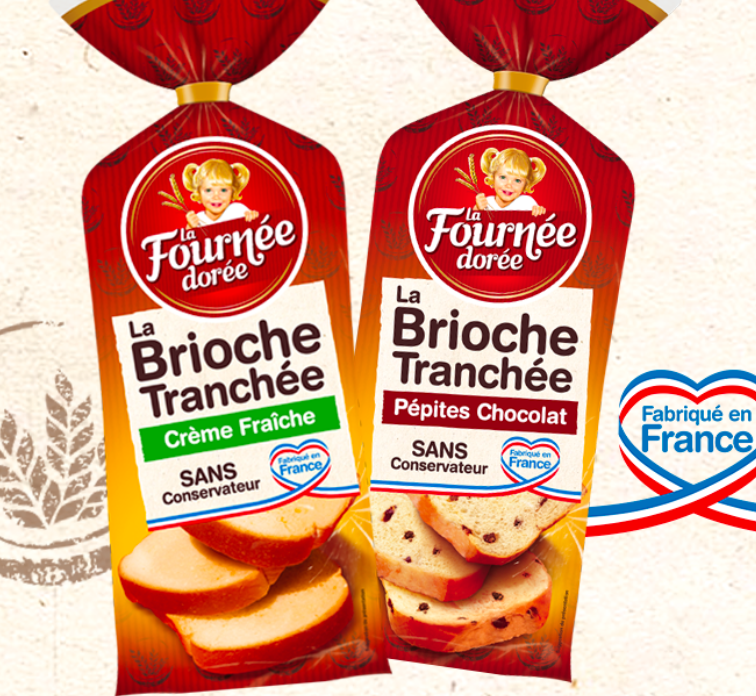 La
Fournée
dorée
La
Brioche
Tranchée
Crème Fraîche
SANS
Conservateur
Fabriqué en
France
La
Fournée
dorée
La
Brioche
Tranchée
Pépites Chocolat
SANS
Conservateur
Fabriqué en
France
Fabriqué en
France